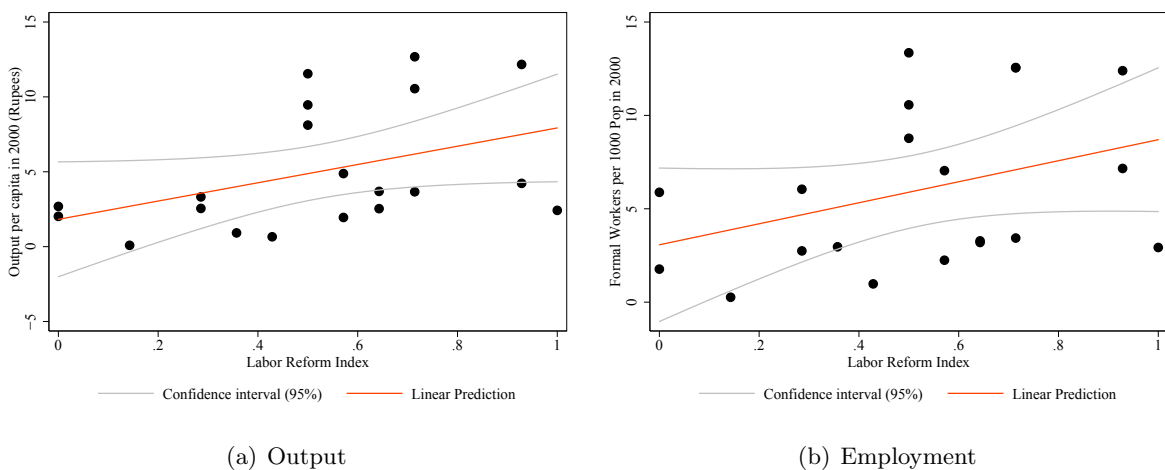 Output per capita in 2000 (Rupees)
15
10
5
0
−5
0 .2 .4 .6 .8 1
Labor Reform Index
Confidence interval (95%) Linear Prediction
(a) Output
Formal Workers per 1000 Pop in 2000
15
10
5
0
0 .2 .4 .6 .8 1
Labor Reform Index
Confidence interval (95%) Linear Prediction
(b) Employment